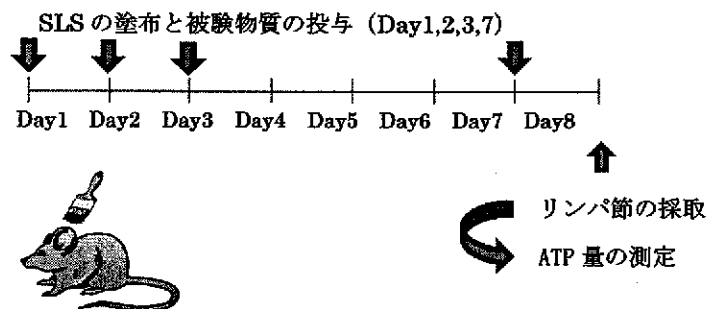 SLS の塗布と被験物質の投与 (Day1,2,3,7)
Day1 Day2 Day3 Day4 Day5 Day6 Day7 Day8
リンパ節の採取
ATP 量の測定